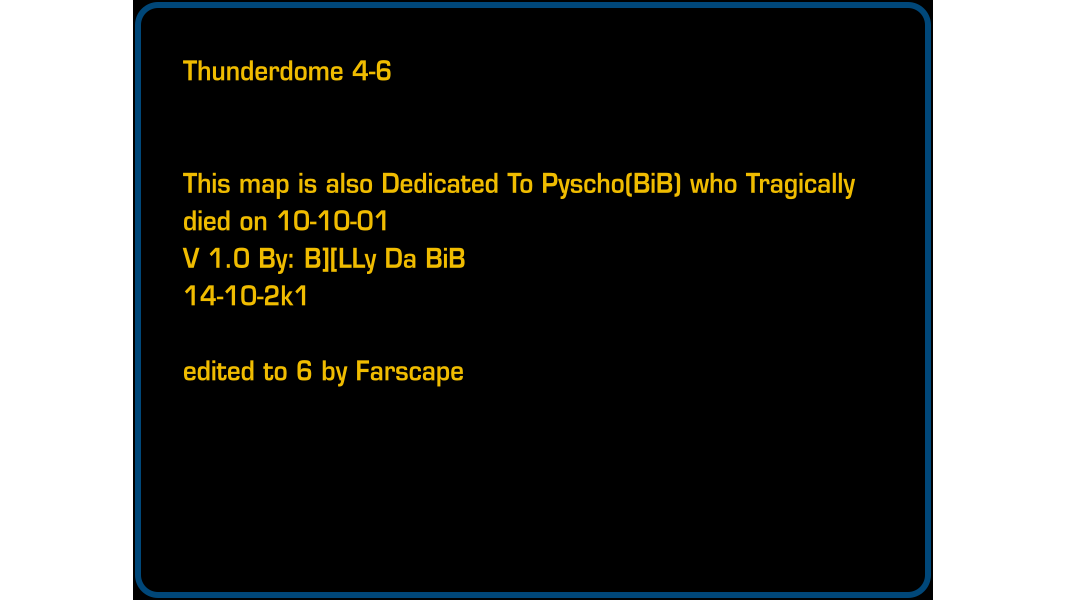 Thunderdome 4-6
This map is also Dedicated To Pyscho(BiB) who Tragically
died on 10-10-01
V 1.0 By: B][LLy Da BiB
14-10-2k1
edited to 6 by Farscape